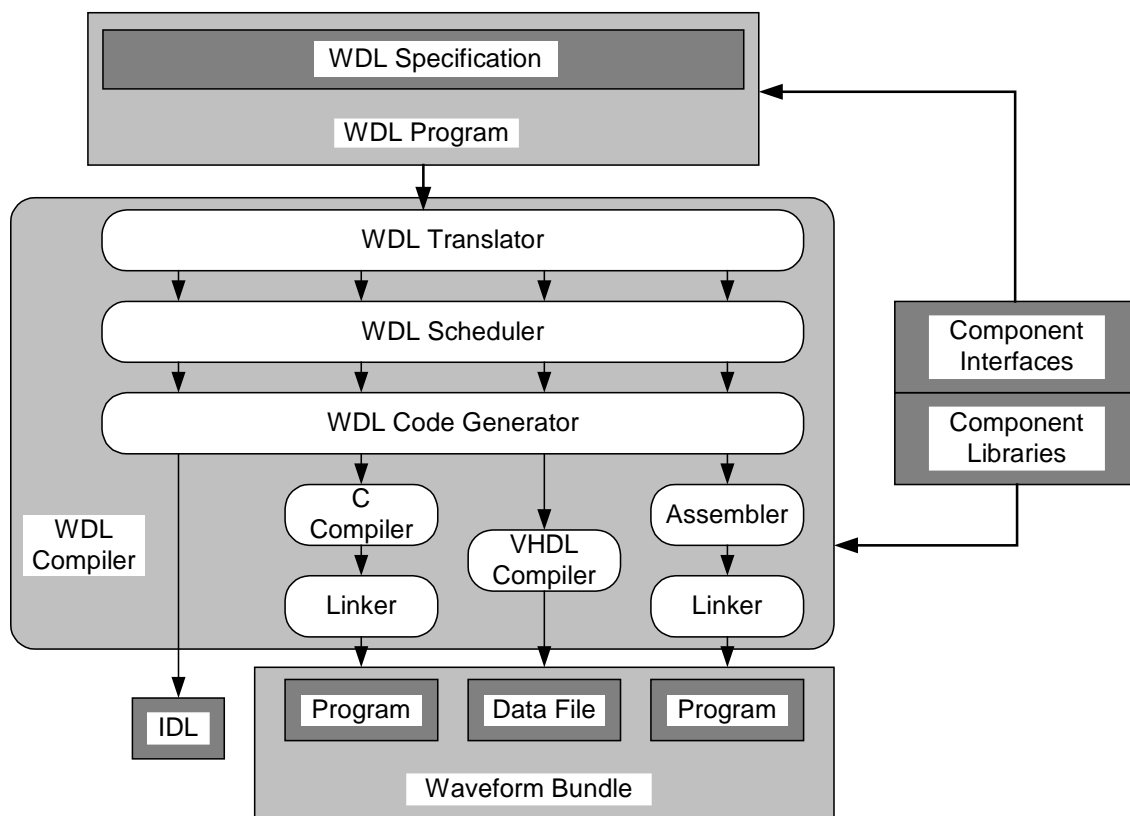 WDL Specification
WDL Program
WDL Translator
WDL Scheduler
WDL Code Generator
Component
Interfaces
Component
Libraries
WDL
Compiler
C
Compiler
Linker
VHDL
Compiler
Assembler
Linker
IDL
Program
Data File
Program
Waveform Bundle